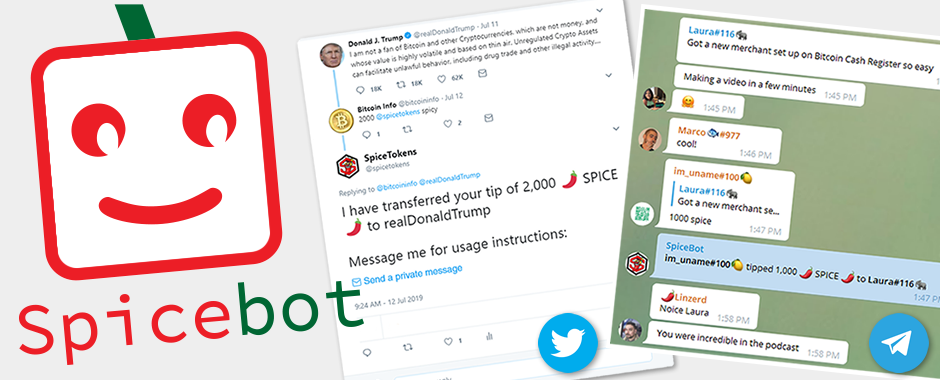 Spicebot
Donald J. Trump @realDonaldTrump · Jul 11
I am not a fan of Bitcoin and other Cryptocurrencies, which are not money, and
whose value is highly volatile and based on thin air. Unregulated Crypto Assets
can facilitate unlawful behavior, including drug trade and other illegal activity....
18K 18K 62K
Bitcoin Info @bitcoininfo · Jul 12
2000 @spicetokens spicy
1 2
SpiceTokens
@spicetokens
Replying to @bitcoininfo @realDonaldTrump
I have transferred your tip of 2,000 🌶️ SPICE
🌶️ to realDonaldTrump
Message me for usage instructions:
Send a private message
9:24 AM - 12 Jul 2019
1
Laura#116🐘
Got a new merchant set up on Bitcoin Cash Register so easy
Making a video in a few minutes 1:45 PM
🤗 1:45 PM
Marco🐟#977
cool! 1:46 PM
im_uname#100🍋
Laura#116🐘
Got a new merchant se...
1000 spice 1:47 PM
SpiceBot
im_uname#100🍋 tipped 1,000 🌶️ SPICE 🌶️ to Laura#116🐘
1:47 PM
🌶️Linzerd
Noice Laura 1:58 PM
You were incredible in the podcast 1:58 PM